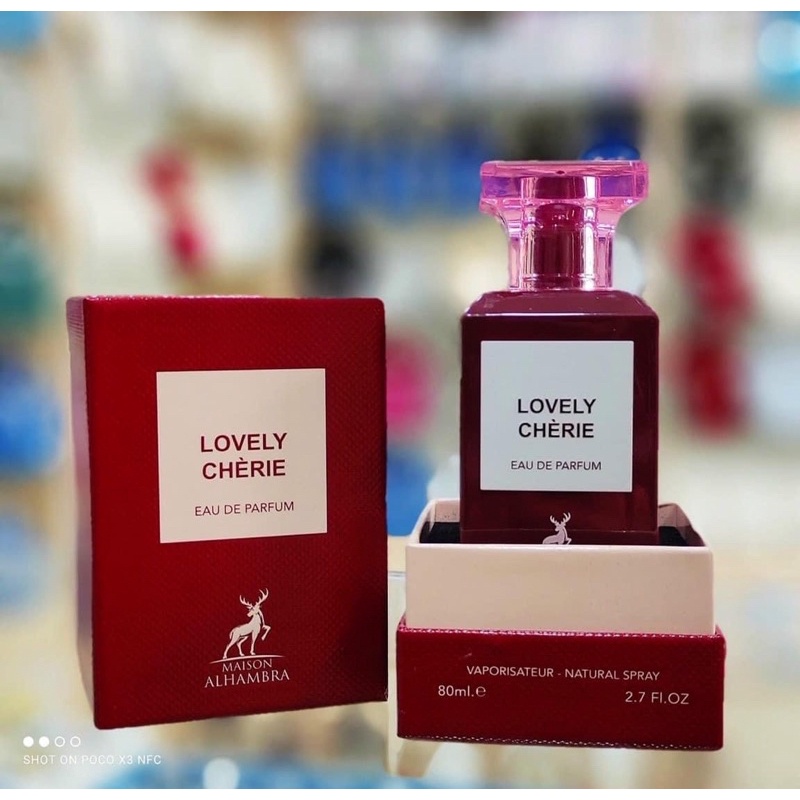 LOVELY
CHÈRIE
EAU DE PARFUM
MAISON
ALHAMBRA
LOVELY
CHÈRIE
EAU DE PARFUM
VAPORISATEUR - NATURAL SPRAY
80ml.℮
2.7 Fl.OZ
SHOT ON POCO X3 NFC